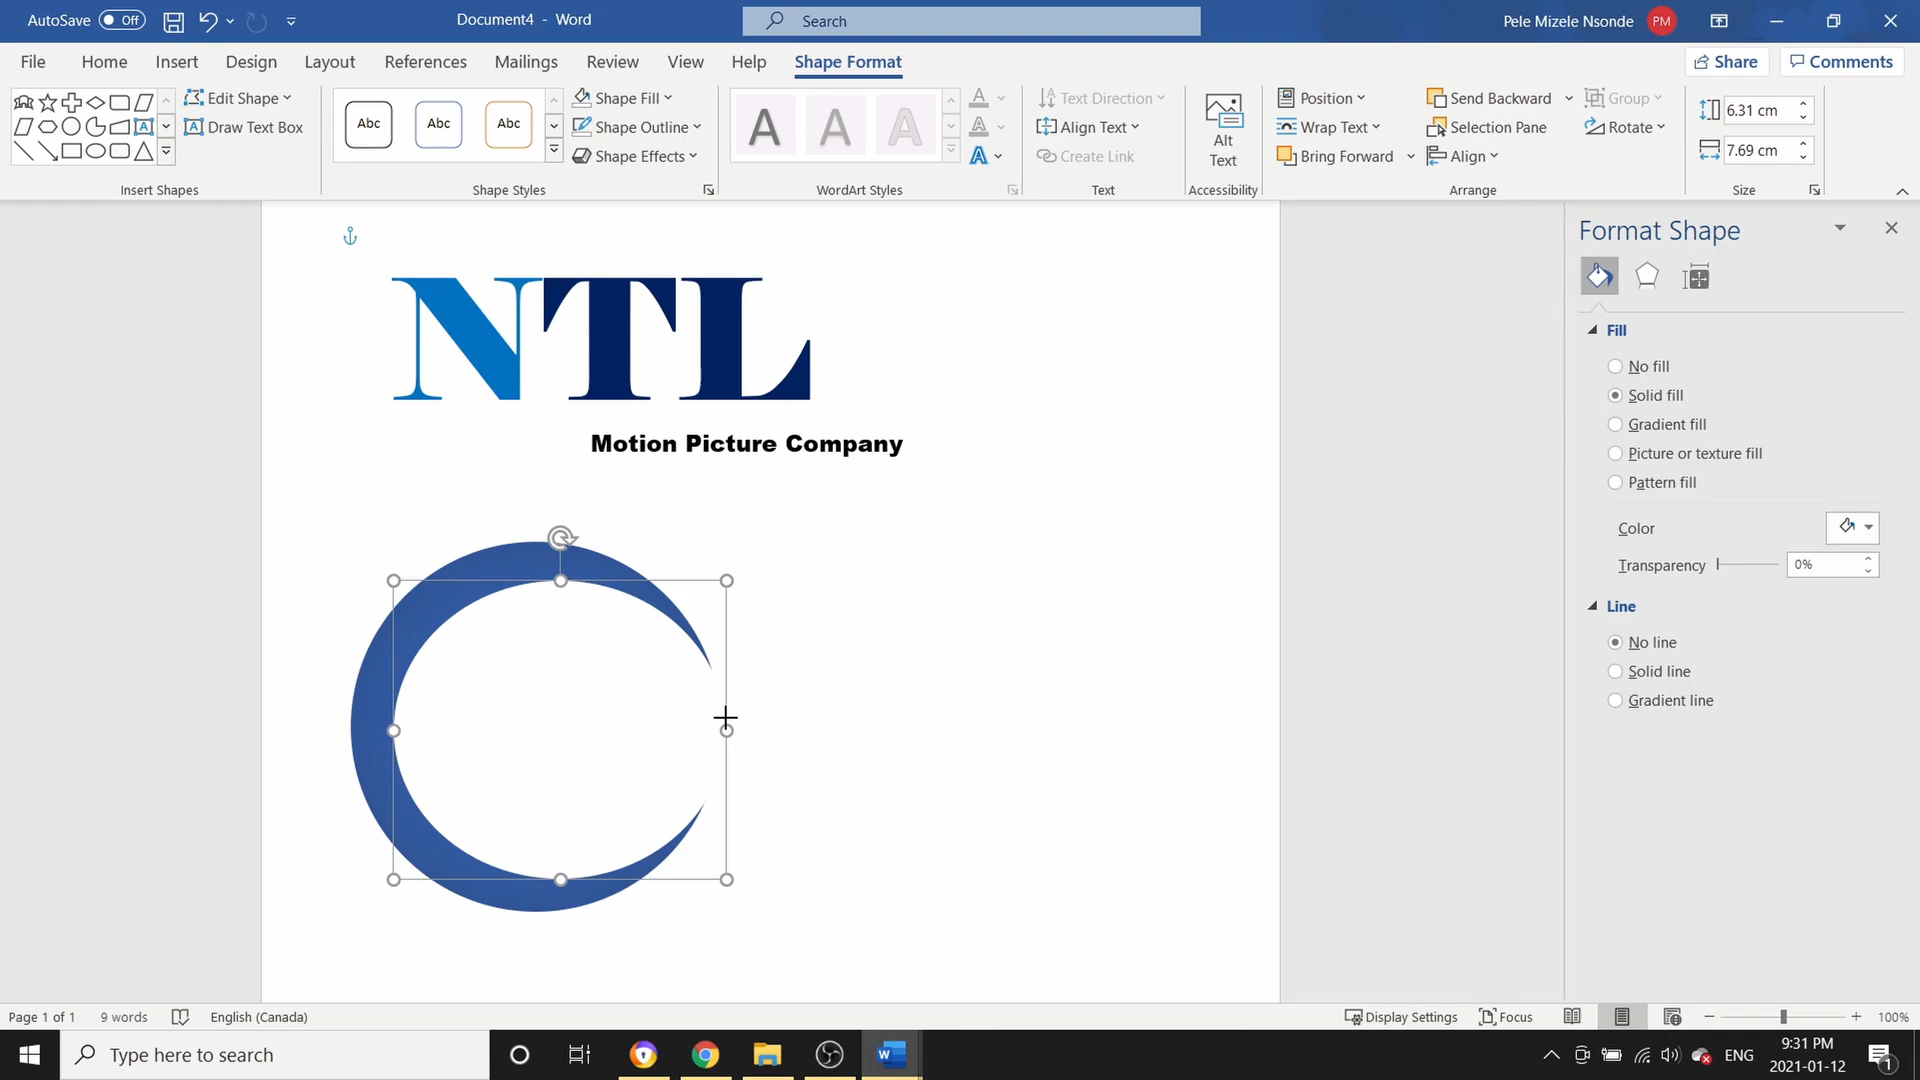 AutoSave Off
Document4 - Word
Search
Pele Mizele Nsonde PM
File Home Insert Design Layout References Mailings Review View Help Shape Format
Share Comments
Edit Shape
Draw Text Box
Insert Shapes
Abc Abc Abc
Shape Fill
Shape Outline
Shape Effects
Shape Styles
A A A
A
A
A
WordArt Styles
Text Direction
Align Text
Create Link
Text
Alt
Text
Accessibility
Position
Wrap Text
Bring Forward
Send Backward
Selection Pane
Align
Group
Rotate
Arrange
6.31 cm
7.69 cm
Size
NTL
Motion Picture Company
Format Shape
Fill
No fill
Solid fill
Gradient fill
Picture or texture fill
Pattern fill
Color
Transparency 0%
Line
No line
Solid line
Gradient line
Page 1 of 1 9 words English (Canada)
Display Settings Focus 100%
Type here to search
ENG
9:31 PM
2021-01-12
1